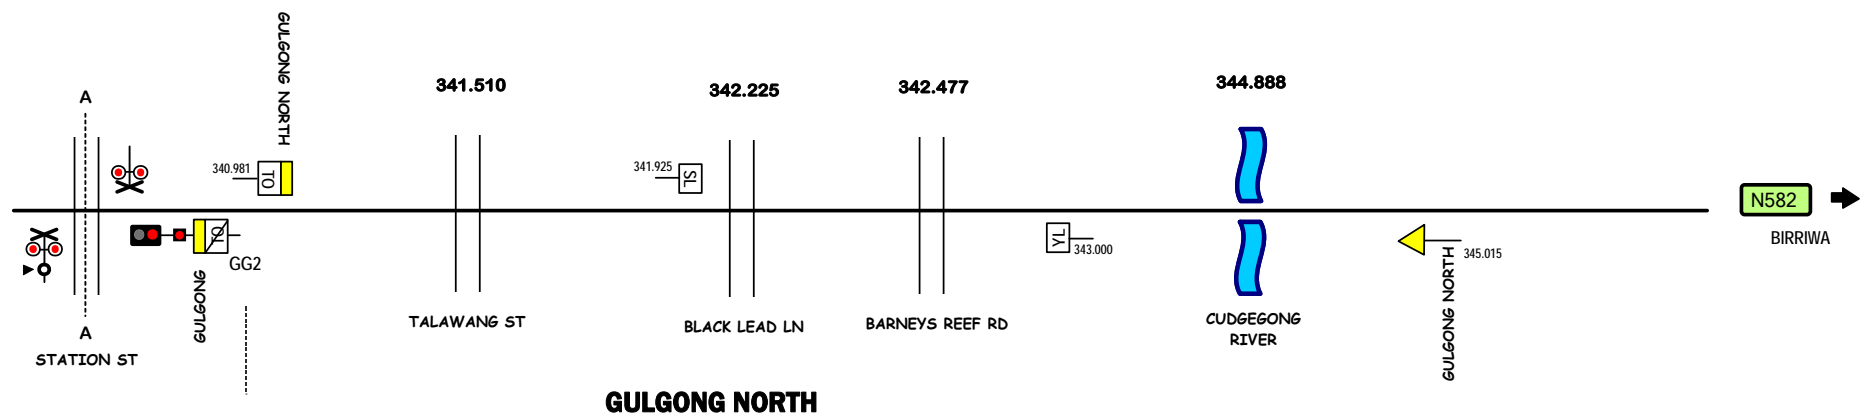 GULGONG NORTH
341.510
342.225
342.477
344.888
A
340.981
TO
341.925
SL
N582
BIRRIWA
TO
GG2
YL
343.000
345.015
GULGONG
GULGONG NORTH
A
STATION ST
TALAWANG ST
BLACK LEAD LN
BARNEYS REEF RD
CUDGEGONG
RIVER
GULGONG NORTH